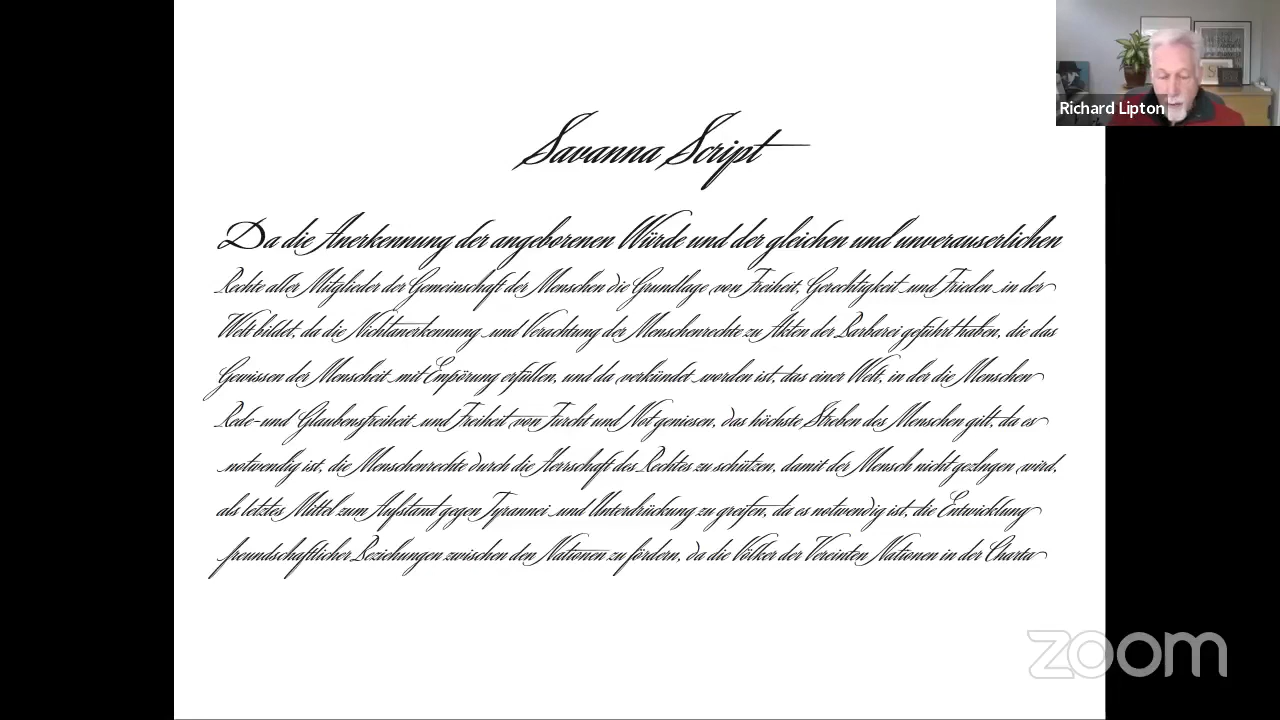 Richard Lipton
Savanna Script
Da die Anerkennung der angeborenen Würde und der gleichen und unverauserlichen
Rechte aller Mitglieder der Gemeinschaft der Menschen die Grundlage von Freiheit, Gerechtigkeit und Frieden in der
Welt bildet, da die Nichtanerkennung und Verachtung der Menschenrechte zu Akten der Barbarei geführt haben, die das
Gewissen der Menscheit mit Empörung erfüllen, und da verkündet worden ist, das einer Welt, in der die Menschen
Rede-und Glaubensfreiheit und Freiheit von Furcht und Not geniesen, das höchste Streben des Menschen gilt, da es
notwendig ist, die Menschenrechte durch die Herrschaft des Rechtes zu schützen, damit der Mensch nicht gezwungen wird,
als letztes Mittel zum Aufstand gegen Tyrannei und Unterdrückung zu greifen, da es notwendig ist, die Entwicklung
freundschaftlicher Beziehungen zwischen den Nationen zu fördern, da die Völker der Vereinten Nationen in der Charta
zoom